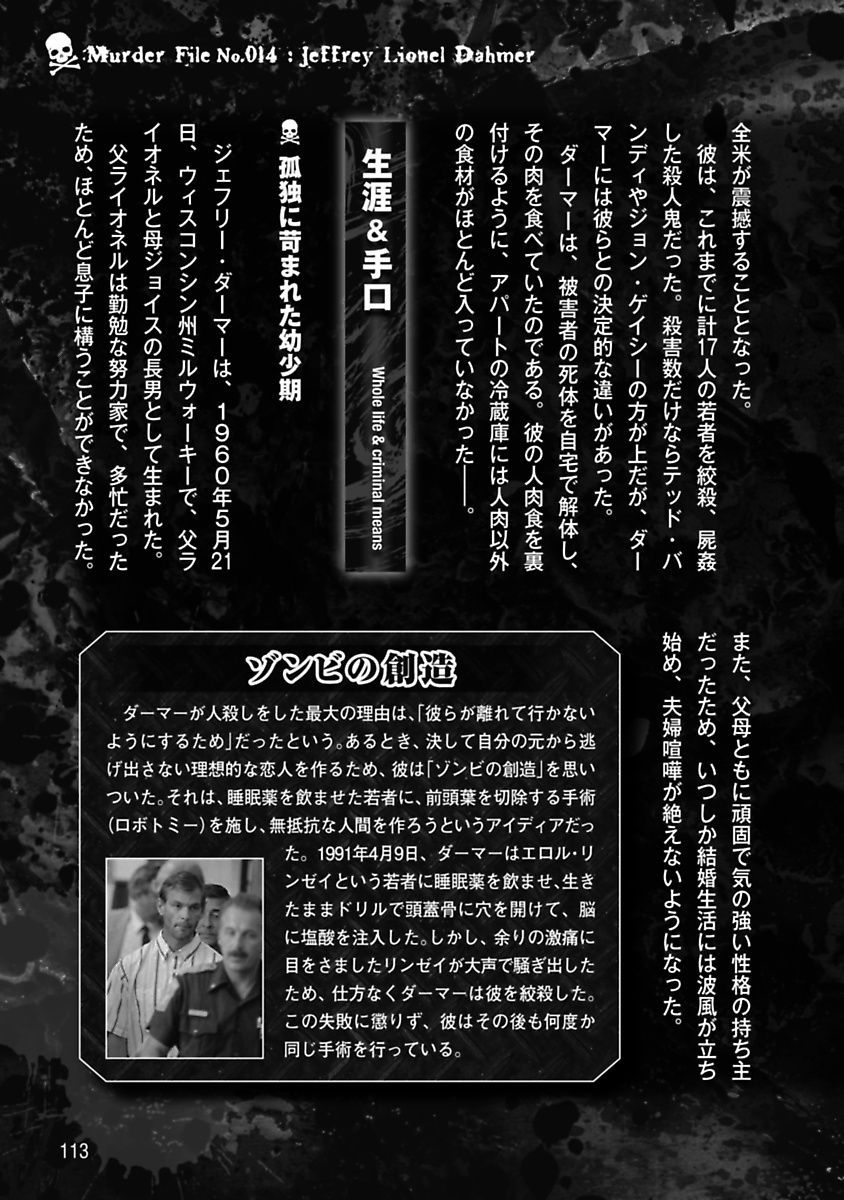 Murder File No.014 : Jeffrey Lionel Dahmer
全米が震撼することとなった。
彼は、これまでに計17人の若者を絞殺、屍姦
した殺人鬼だった。殺害数だけならテッド・バ
ンディやジョン・ゲイシーの方が上だが、ダー
マーには彼らとの決定的な違いがあった。
ダーマーは、被害者の死体を自宅で解体し、
その肉を食べていたのである。彼の人肉食を裏
付けるように、アパートの冷蔵庫には人肉以外
の食材がほとんど入っていなかった――。
生涯&手口
Whole life & criminal means
孤独に苛まれた幼少期
ジェフリー・ダーマーは、1960年5月21
日、ウィスコンシン州ミルウォーキーで、父ラ
イオネルと母ジョイスの長男として生まれた。
父ライオネルは勤勉な努力家で、多忙だった
ため、ほとんど息子に構うことができなかった。
また、父母ともに頑固で気の強い性格の持ち主
だったため、いつしか結婚生活には波風が立ち
始め、夫婦喧嘩が絶えないようになった。
ゾンビの創造
ダーマーが人殺しをした最大の理由は、「彼らが離れて行かない
ようにするため」だったという。あるとき、決して自分の元から逃
げ出さない理想的な恋人を作るため、彼は「ゾンビの創造」を思い
ついた。それは、睡眠薬を飲ませた若者に、前頭葉を切除する手術
(ロボトミー)を施し、無抵抗な人間を作ろうというアイディアだっ
た。1991年4月9日、ダーマーはエロル・リ
ンゼイという若者に睡眠薬を飲ませ、生き
たままドリルで頭蓋骨に穴を開けて、脳
に塩酸を注入した。しかし、余りの激痛に
目をさましたリンゼイが大声で騒ぎ出した
ため、仕方なくダーマーは彼を絞殺した。
この失敗に懲りず、彼はその後も何度か
同じ手術を行っている。
113